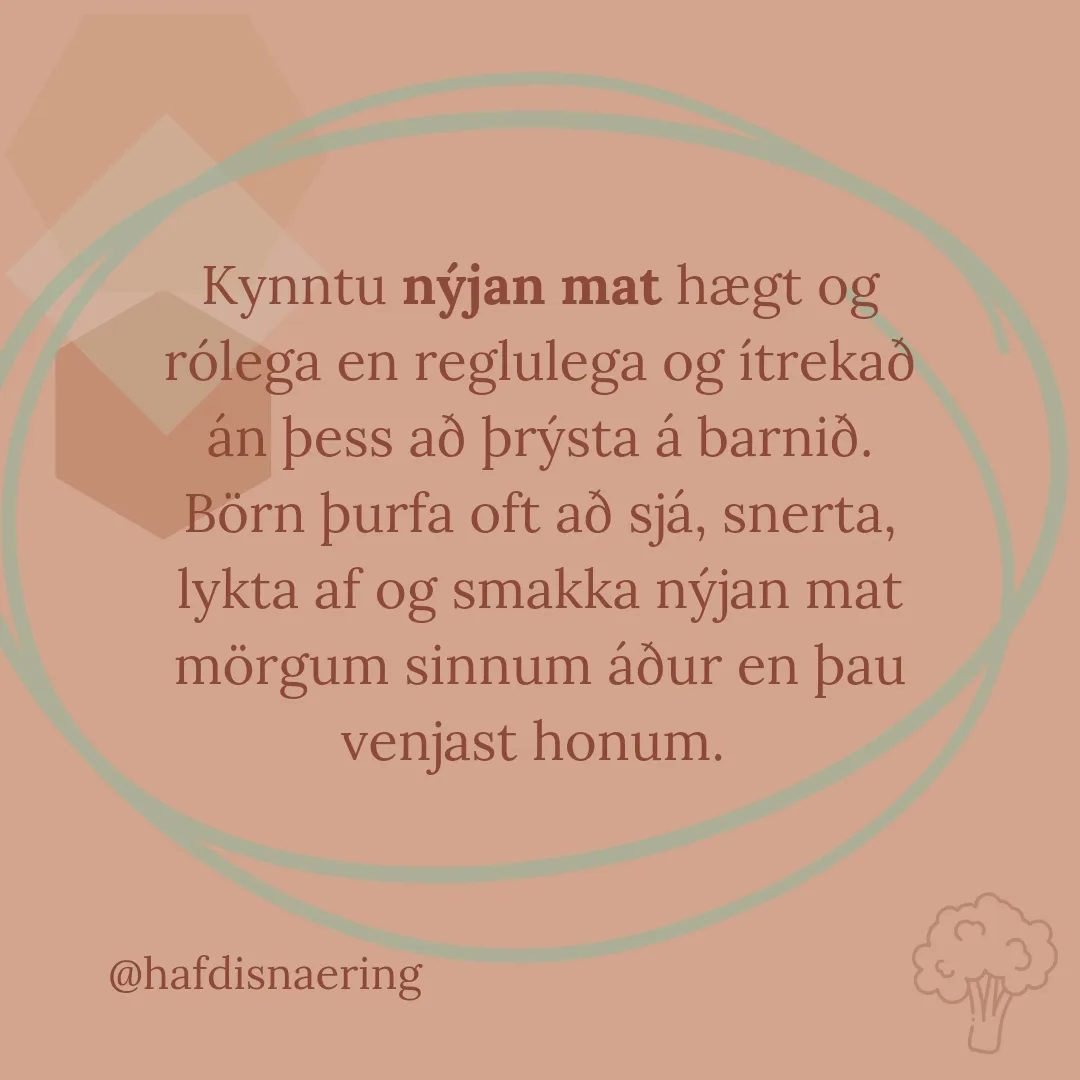 Kynntu nýjan mat hægt og
rólega en reglulega og ítrekað
án þess að þrýsta á barnið.
Börn þurfa oft að sjá, snerta,
lykta af og smakka nýjan mat
mörgum sinnum áður en þau
venjast honum.
@hafdisnaering